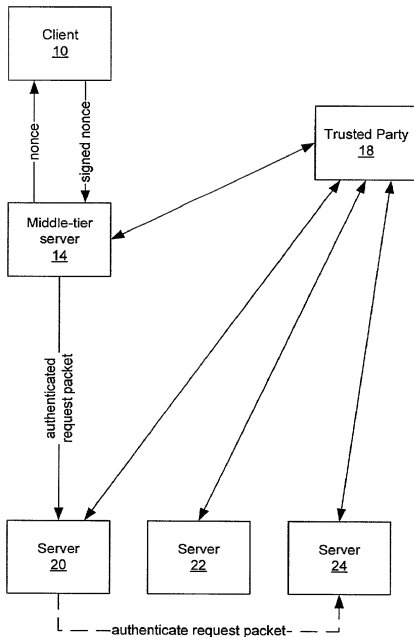 Client
10
nonce
signed nonce
Trusted Party
18
Middle-tier
server
14
authenticated
request packet
Server
20
Server
22
Server
24
authenticate request packet